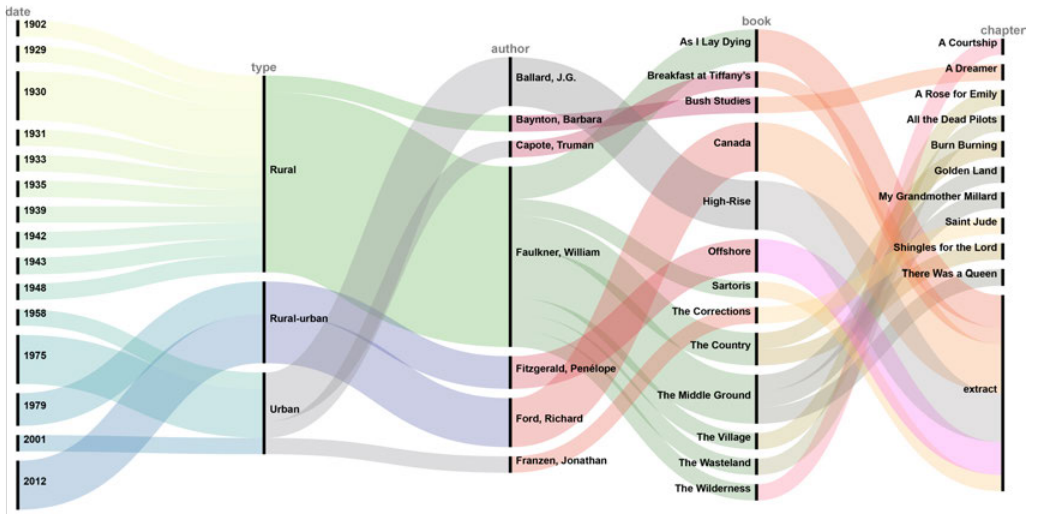 date
1902
1929
1930
1931
1933
1935
1939
1942
1943
1948
1958
1975
1979
2001
2012
type
Rural
Rural-urban
Urban
author
Ballard, J.G.
Baynton, Barbara
Capote, Truman
Faulkner, William
Fitzgerald, Penélope
Ford, Richard
Franzen, Jonathan
book
As I Lay Dying
Breakfast at Tiffany's
Bush Studies
Canada
High-Rise
Offshore
Sartoris
The Corrections
The Country
The Middle Ground
The Village
The Wasteland
The Wilderness
chapter
A Courtship
A Dreamer
A Rose for Emily
All the Dead Pilots
Burn Burning
Golden Land
My Grandmother Millard
Saint Jude
Shingles for the Lord
There Was a Queen
extract